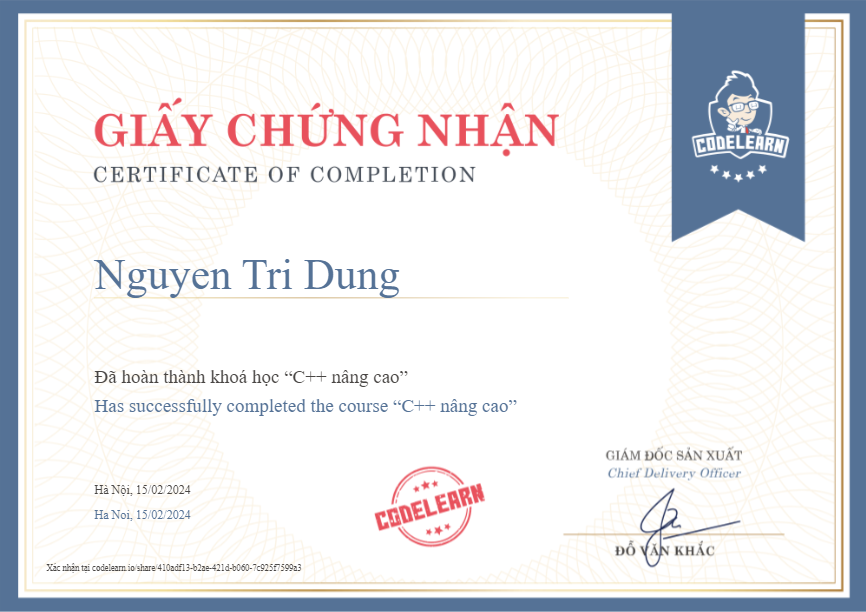 GIẤY CHỨNG NHẬN
CERTIFICATE OF COMPLETION
CODELEARN
Nguyen Tri Dung
Đã hoàn thành khoá học “C++ nâng cao”
Has successfully completed the course “C++ nâng cao”
GIÁM ĐỐC SẢN XUẤT
Chief Delivery Officer
Hà Nội, 15/02/2024
Ha Noi, 15/02/2024
CODELEARN
ĐỖ VĂN KHẮC
Xác nhận tại codelearn.io/share/410adf13-b2ae-421d-b060-7c925f7599a3